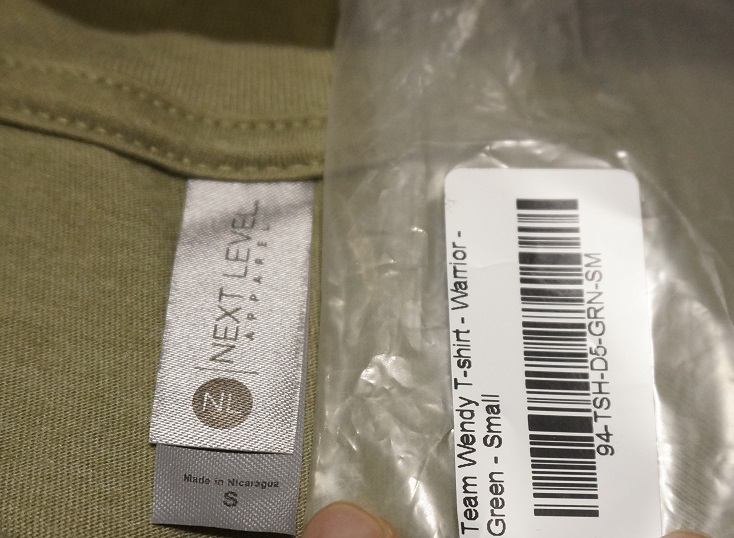 NEXT LEVEL
APPAREL
NL
Made in Nicaragua
S
Team Wendy T-shirt - Warrior -
Green - Small
94-TSH-D5-GRN-SM